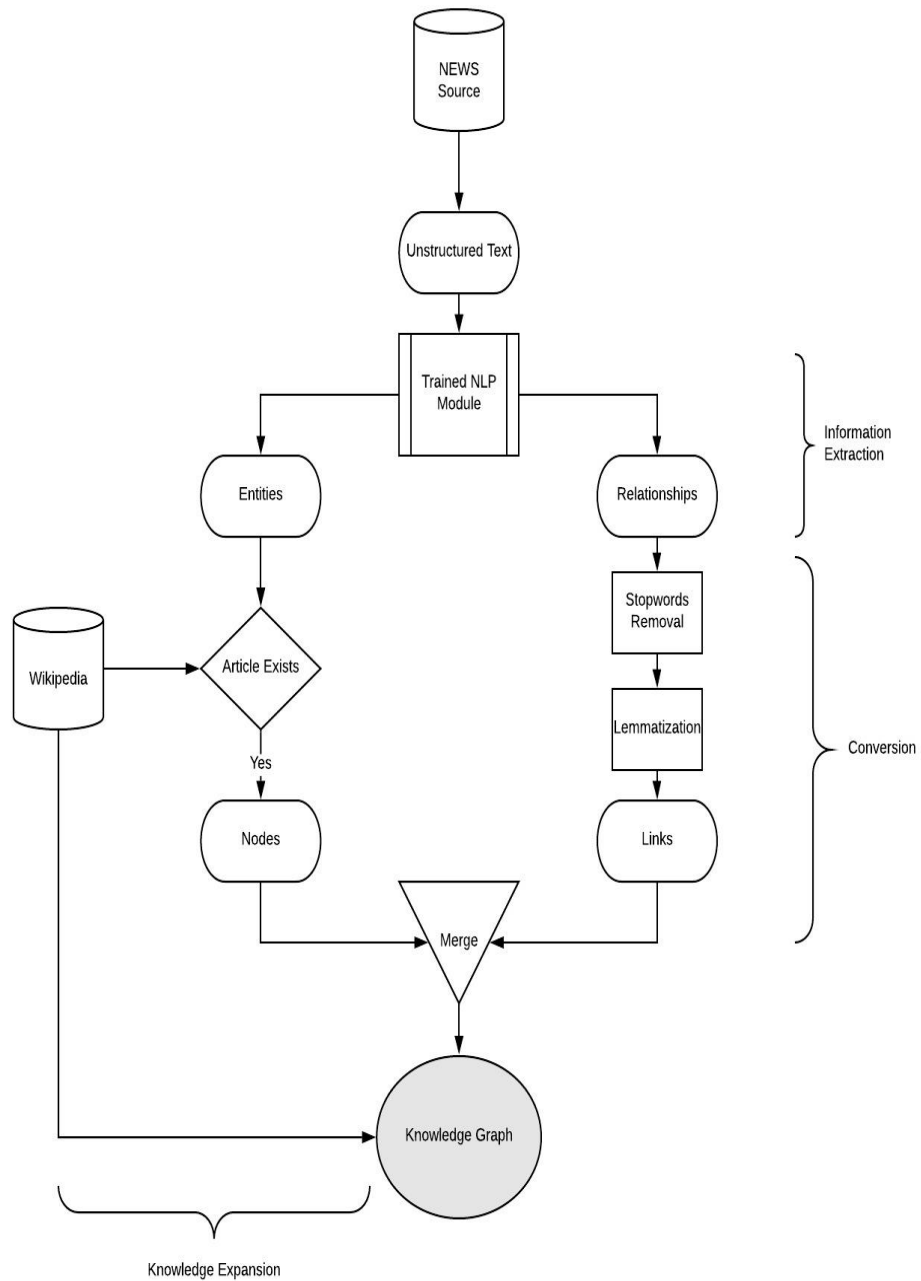 NEWS
Source
Unstructured Text
Trained NLP
Module
Information
Extraction
Entities
Relationships
Stopwords
Removal
Wikipedia
Article Exists
Lemmatization
Conversion
Yes
Nodes
Links
Merge
Knowledge Graph
Knowledge Expansion